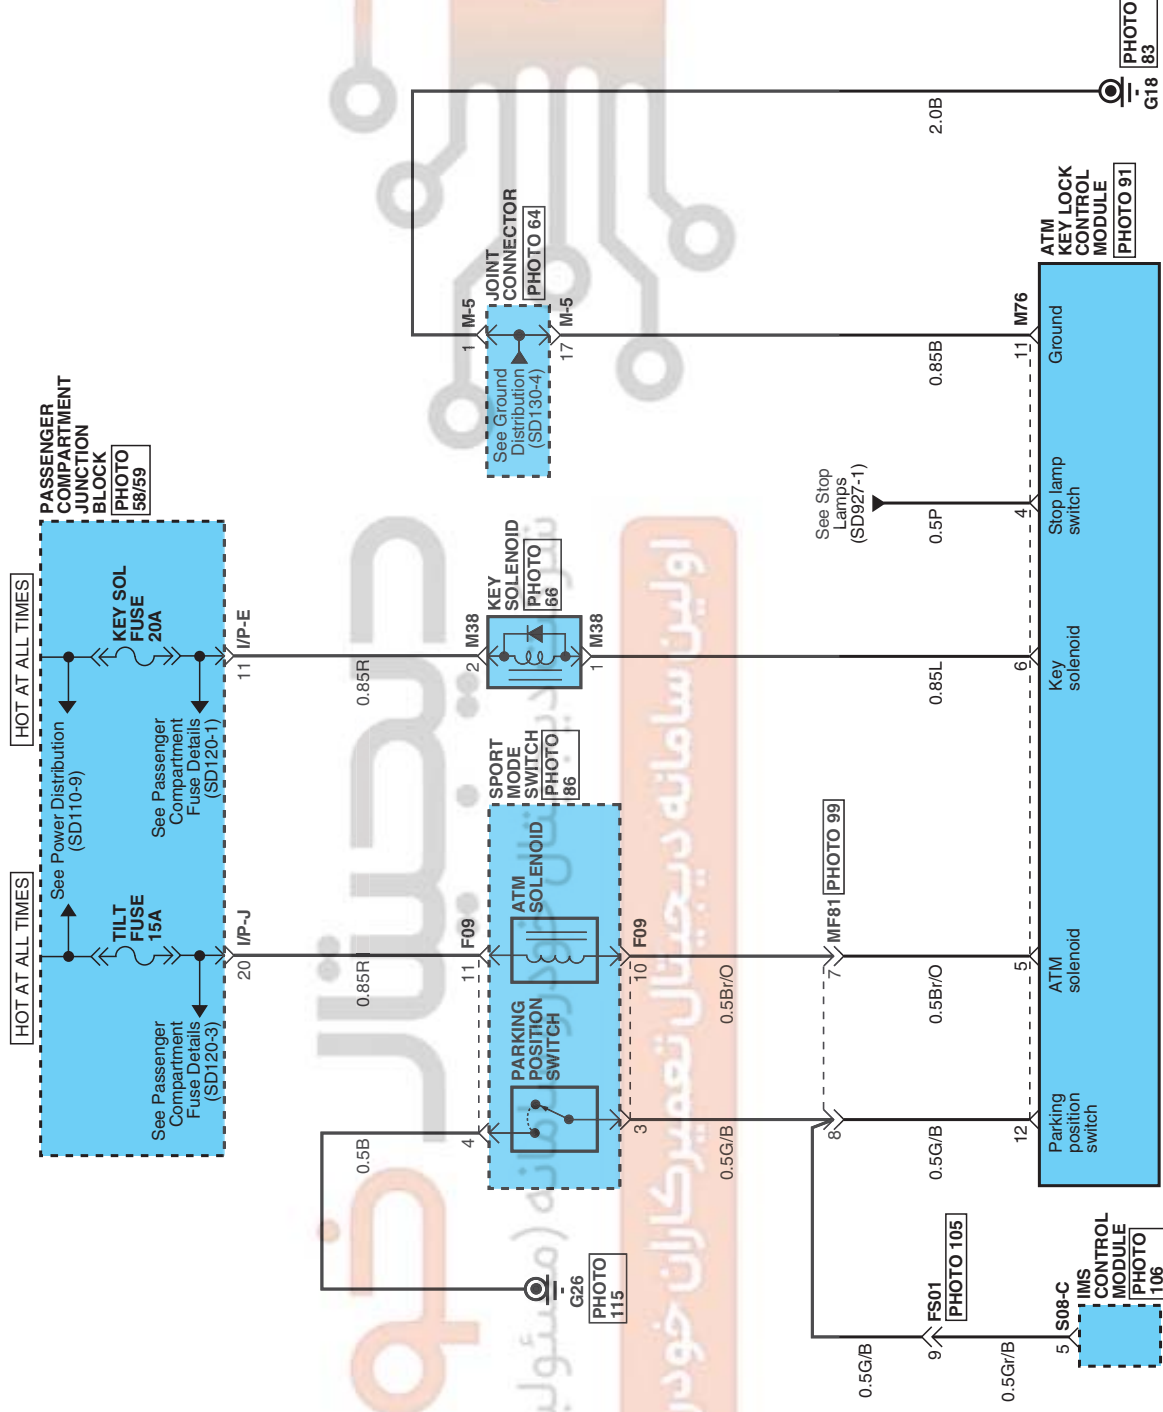 HOT AT ALL TIMES
HOT AT ALL TIMES
PASSENGER
COMPARTMENT
JUNCTION
BLOCK
PHOTO
58/59
See Power Distribution
(SD110-9)
TILT
FUSE
15A
KEY SOL
FUSE
20A
See Passenger
Compartment
Fuse Details
(SD120-3)
See Passenger
Compartment
Fuse Details
(SD120-1)
20
I/P-J
11
I/P-E
0.5B
0.85R
0.85R
4
11
F09
SPORT
MODE
SWITCH
PHOTO
86
2
M38
KEY
SOLENOID
PHOTO
66
1
M-5
JOINT
CONNECTOR
PHOTO 64
See Ground
Distribution
(SD130-4)
17
M-5
PARKING
POSITION
SWITCH
ATM
SOLENOID
G26
PHOTO
115
1
M38
3
10
F09
0.5G/B
0.5Br/O
8
7
MF81
PHOTO 99
See Stop
Lamps
(SD927-1)
0.5G/B
0.5G/B
0.5Br/O
0.85L
0.5P
0.85B
2.0B
9
FS01
PHOTO 105
0.5Gr/B
5
S08-C
IMS
CONTROL
MODULE
PHOTO
106
12
5
6
4
11
M76
ATM
KEY LOCK
CONTROL
MODULE
PHOTO 91
Parking
position
switch
ATM
solenoid
Key
solenoid
Stop lamp
switch
Ground
PHOTO
83
G18
اولین سامانه دیجیتال تعمیرکاران خودر